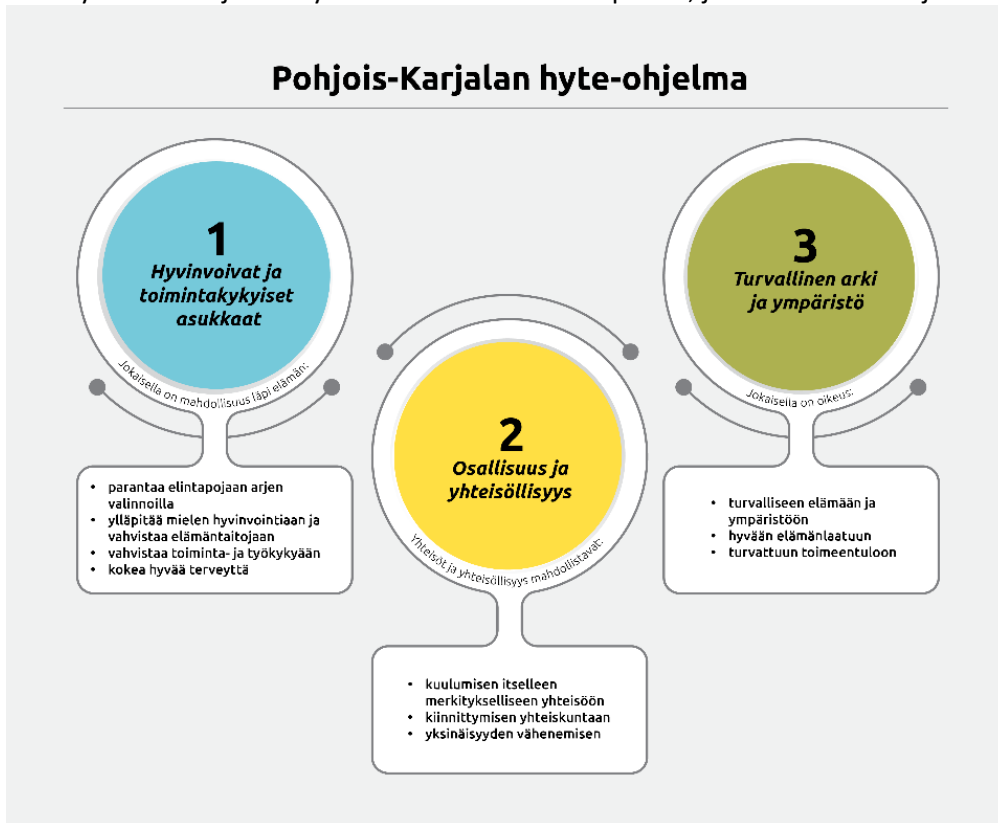 Pohjois-Karjalan hyte-ohjelma
1
Hyvinvoivat ja
toimintakykyiset
asukkaat
Jokaisella on mahdollisuus läpi elämän:
• parantaa elintapojaan arjen
valinnoilla
• ylläpitää mielen hyvinvointiaan ja
vahvistaa elämäntaitojaan
• vahvistaa toiminta- ja työkykyään
• kokea hyvää terveyttä
2
Osallisuus ja
yhteisöllisyys
Yhteisöt ja yhteisöllisyys mahdollistavat:
• kuulumisen itselleen
merkitykselliseen yhteisöön
• kiinnittymisen yhteiskuntaan
• yksinäisyyden vähenemisen
3
Turvallinen arki
ja ympäristö
Jokaisella on oikeus:
• turvalliseen elämään ja
ympäristöön
• hyvään elämänlaatuun
• turvattuun toimeentuloon